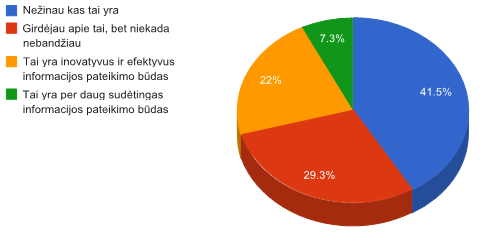 Nežinau kas tai yra
Girdėjau apie tai, bet niekada
nebandžiau
Tai yra inovatyvus ir efektyvus
informacijos pateikimo būdas
Tai yra per daug sudėtingas
informacijos pateikimo būdas
7.3%
22%
41.5%
29.3%